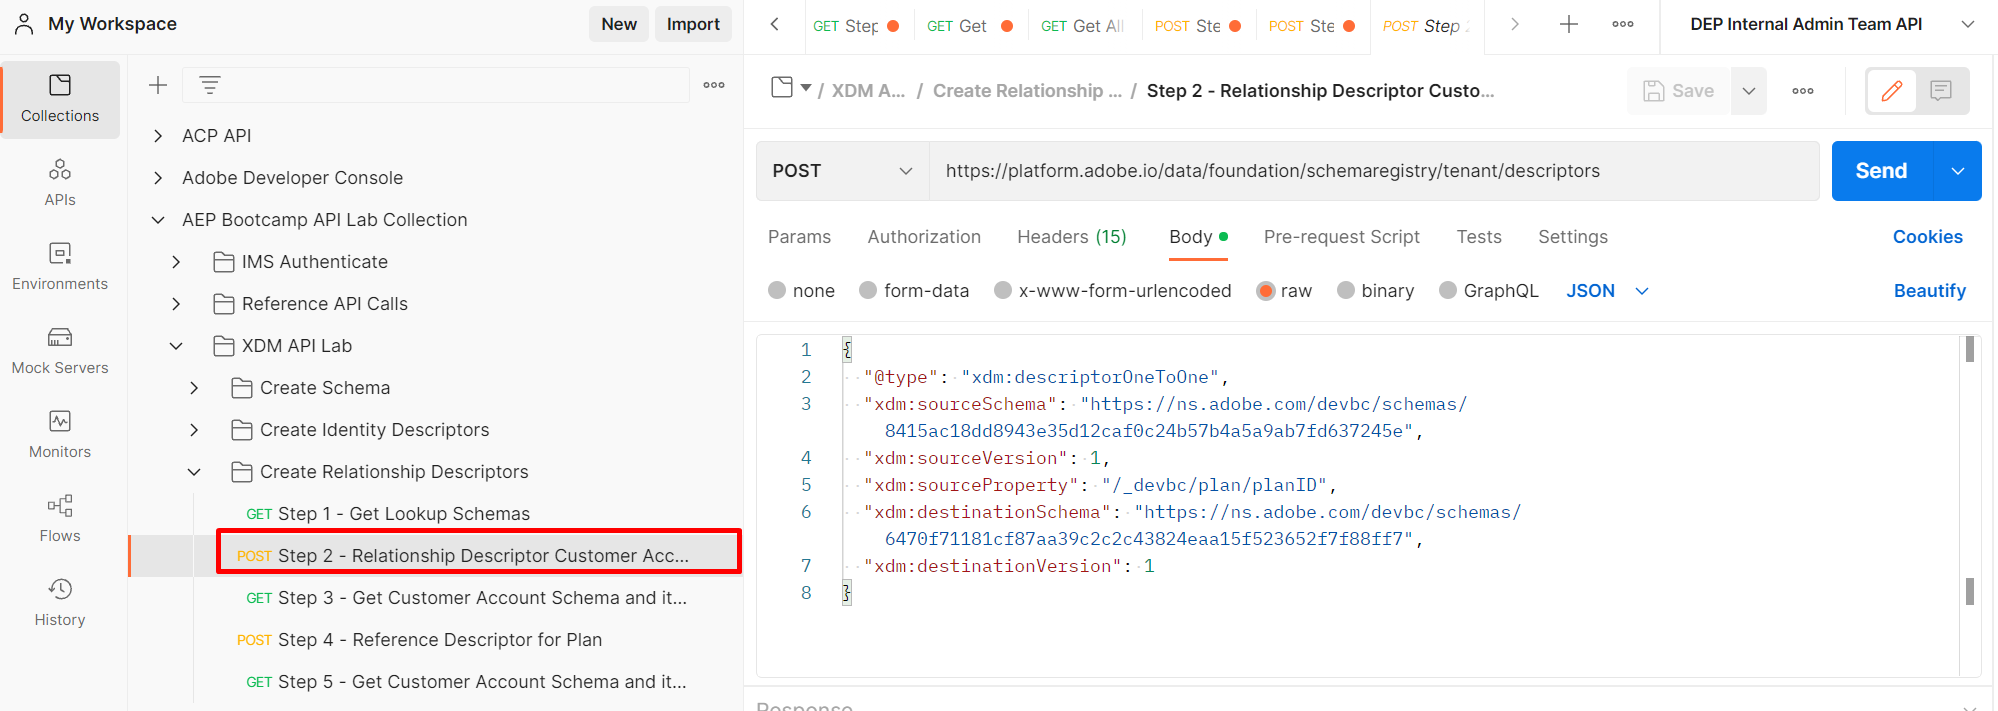 My Workspace
New
Import
Collections
APIs
Environments
Mock Servers
Monitors
Flows
History
ACP API
Adobe Developer Console
AEP Bootcamp API Lab Collection
IMS Authenticate
Reference API Calls
XDM API Lab
Create Schema
Create Identity Descriptors
Create Relationship Descriptors
GET Step 1 - Get Lookup Schemas
POST Step 2 - Relationship Descriptor Customer Acc...
GET Step 3 - Get Customer Account Schema and it...
POST Step 4 - Reference Descriptor for Plan
GET Step 5 - Get Customer Account Schema and it...
GET Step
GET Get
GET Get All
POST Ste
POST Ste
POST Step 2
DEP Internal Admin Team API
/ XDM A... / Create Relationship ... / Step 2 - Relationship Descriptor Custo...
Save
POST
https://platform.adobe.io/data/foundation/schemaregistry/tenant/descriptors
Send
Params Authorization Headers (15) Body Pre-request Script Tests Settings
Cookies
none form-data x-www-form-urlencoded raw binary GraphQL JSON
Beautify
1 {
2 "@type": "xdm:descriptorOneToOne",
3 "xdm:sourceSchema": "https://ns.adobe.com/devbc/schemas/
8415ac18dd8943e35d12caf0c24b57b4a5a9ab7fd637245e",
4 "xdm:sourceVersion": 1,
5 "xdm:sourceProperty": "/_devbc/plan/planID",
6 "xdm:destinationSchema": "https://ns.adobe.com/devbc/schemas/
6470f71181cf87aa39c2c2c43824eaa15f523652f7f88ff7",
7 "xdm:destinationVersion": 1
8 }
Response